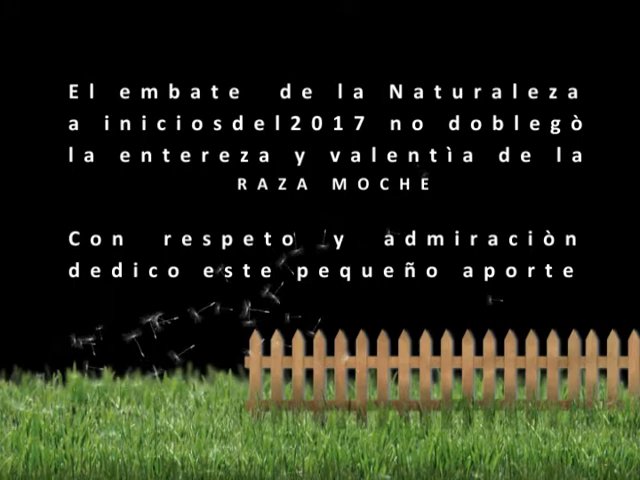 El embate de la Naturaleza
a iniciosdel2017 no doblegò
la entereza y valentìa de la
RAZA MOCHE
Con respeto y admiraciòn
dedico este pequeño aporte